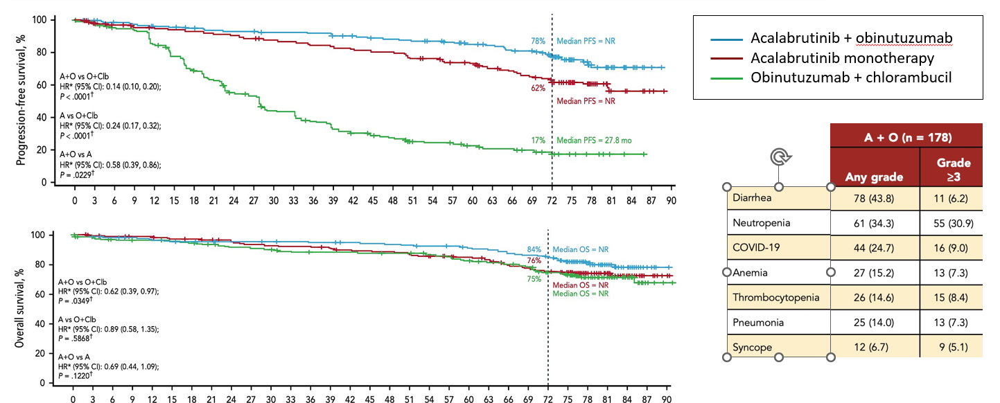 Progression-free survival, %
100
80
60
40
20
0
A+O vs O+Clb
HR* (95% CI): 0.14 (0.10, 0.20);
P < .0001†
A vs O+Clb
HR* (95% CI): 0.24 (0.17, 0.32);
P < .0001†
A+O vs A
HR* (95% CI): 0.58 (0.39, 0.86);
P = .0229†
78% Median PFS = NR
62%
Median PFS = NR
17% Median PFS = 27.8 mo
0 3 6 9 12 15 18 21 24 27 30 33 36 39 42 45 48 51 54 57 60 63 66 69 72 75 78 81 84 87 90
Overall survival, %
100
80
60
40
20
0
A+O vs O+Clb
HR* (95% CI): 0.62 (0.39, 0.97);
P = .0349†
A vs O+Clb
HR* (95% CI): 0.89 (0.58, 1.35);
P = .5868†
A+O vs A
HR* (95% CI): 0.69 (0.44, 1.09);
P = .1220†
84% Median OS = NR
76%
75%
Median OS = NR
Median OS = NR
0 3 6 9 12 15 18 21 24 27 30 33 36 39 42 45 48 51 54 57 60 63 66 69 72 75 78 81 84 87 90
Acalabrutinib + obinutuzumab
Acalabrutinib monotherapy
Obinutuzumab + chlorambucil
A + O (n = 178)
Any grade Grade ≥3
Diarrhea 78 (43.8) 11 (6.2)
Neutropenia 61 (34.3) 55 (30.9)
COVID-19 44 (24.7) 16 (9.0)
Anemia 27 (15.2) 13 (7.3)
Thrombocytopenia 26 (14.6) 15 (8.4)
Pneumonia 25 (14.0) 13 (7.3)
Syncope 12 (6.7) 9 (5.1)